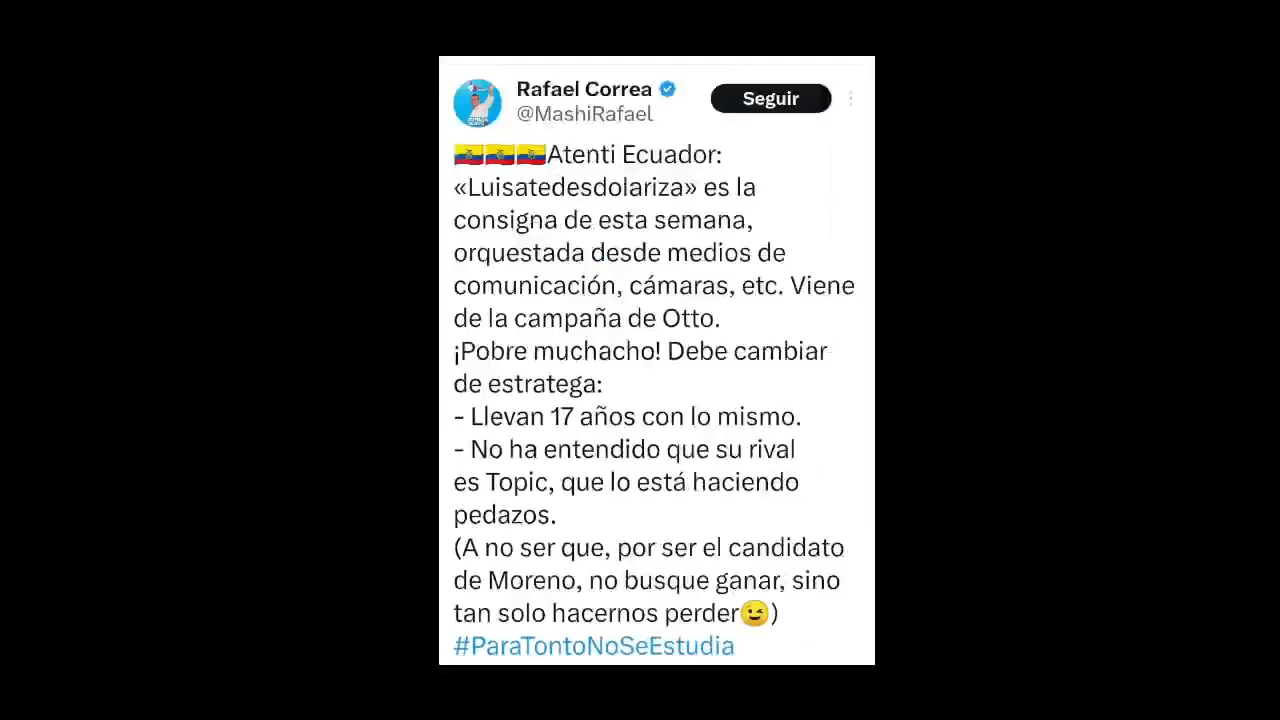 Rafael Correa
Seguir
@MashiRafael
🇪🇨🇪🇨🇪🇨Atenti Ecuador:
«Luisatedesdolariza» es la
consigna de esta semana,
orquestada desde medios de
comunicación, cámaras, etc. Viene
de la campaña de Otto.
¡Pobre muchacho! Debe cambiar
de estratega:
- Llevan 17 años con lo mismo.
- No ha entendido que su rival
es Topic, que lo está haciendo
pedazos.
(A no ser que, por ser el candidato
de Moreno, no busque ganar, sino
tan solo hacernos perder😉)
#ParaTontoNoSeEstudia